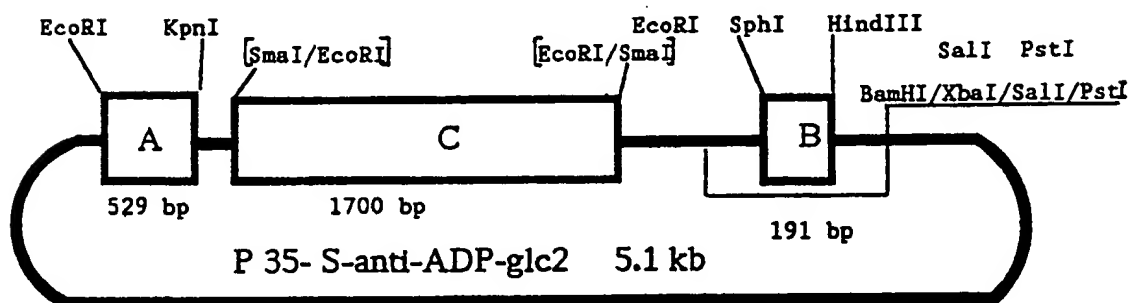 EcoRI KpnI EcoRI SphI HindIII
[SmaI/EcoRI] [EcoRI/SmaI] SalI PstI
BamHI/XbaI/SalI/PstI
A C B
529 bp 1700 bp 191 bp
P 35- S-anti-ADP-glc2 5.1 kb